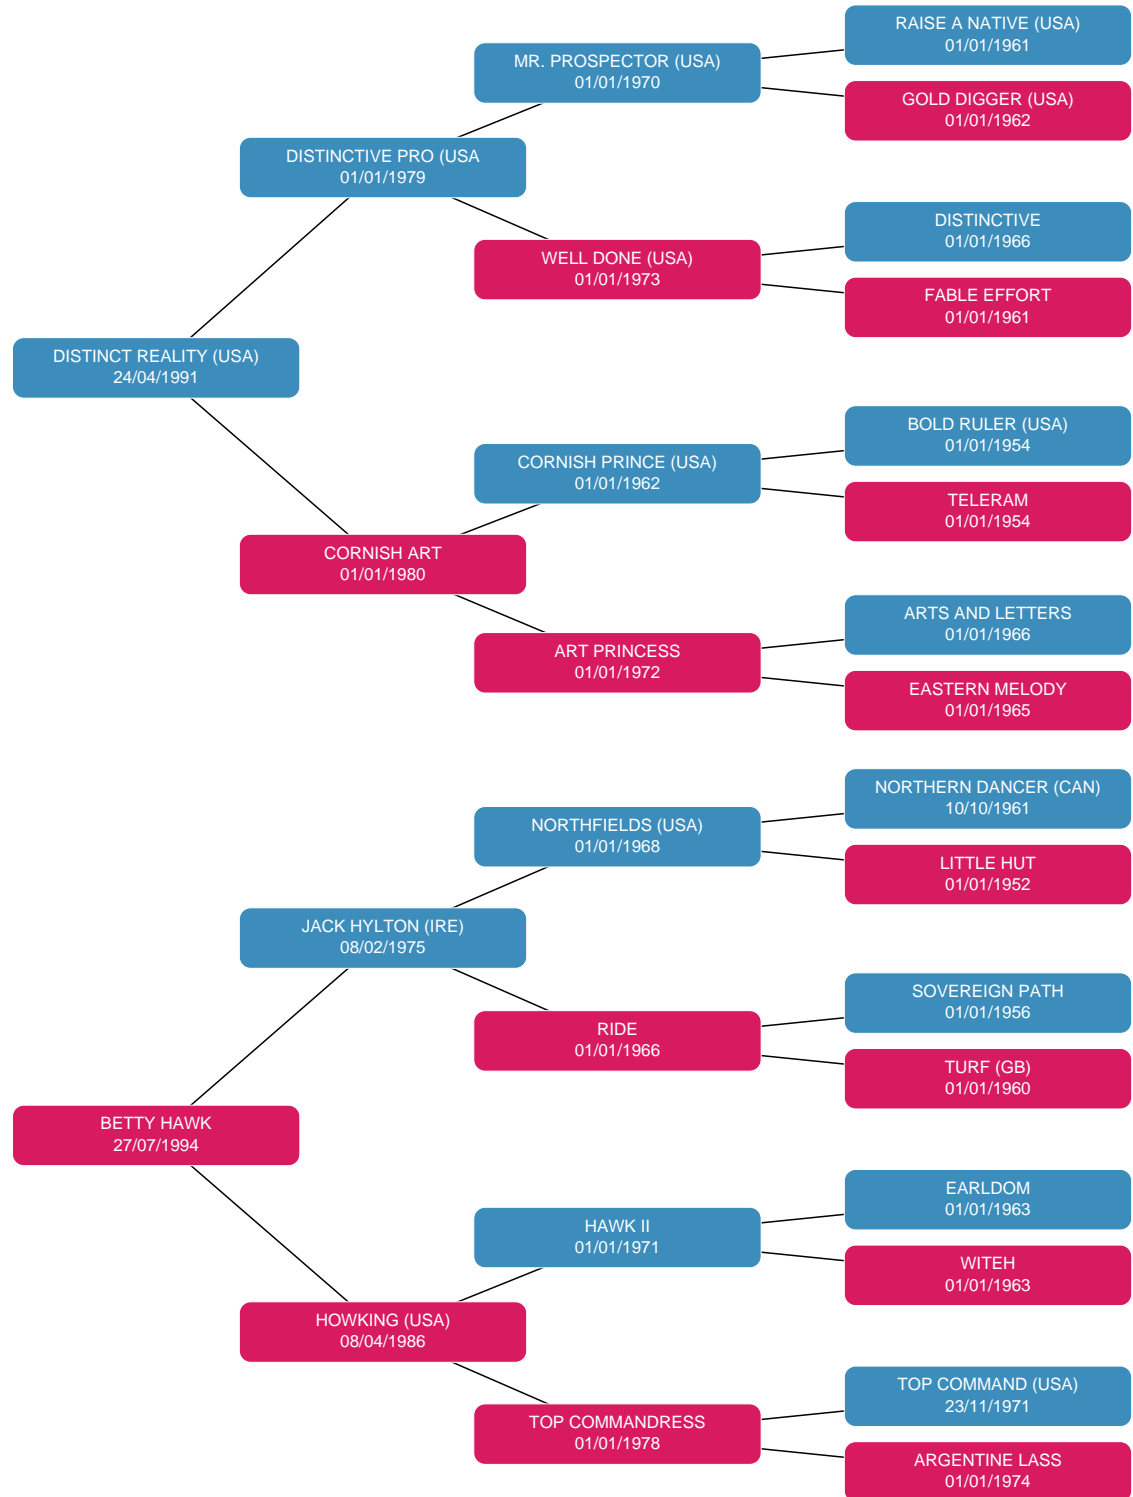 RAISE A NATIVE (USA)
01/01/1961
MR. PROSPECTOR (USA)
01/01/1970
GOLD DIGGER (USA)
01/01/1962
DISTINCTIVE PRO (USA
01/01/1979
DISTINCTIVE
01/01/1966
WELL DONE (USA)
01/01/1973
FABLE EFFORT
01/01/1961
DISTINCT REALITY (USA)
24/04/1991
BOLD RULER (USA)
01/01/1954
CORNISH PRINCE (USA)
01/01/1962
TELERAM
01/01/1954
CORNISH ART
01/01/1980
ARTS AND LETTERS
01/01/1966
ART PRINCESS
01/01/1972
EASTERN MELODY
01/01/1965
NORTHERN DANCER (CAN)
10/10/1961
NORTHFIELDS (USA)
01/01/1968
LITTLE HUT
01/01/1952
JACK HYLTON (IRE)
08/02/1975
SOVEREIGN PATH
01/01/1956
RIDE
01/01/1966
TURF (GB)
01/01/1960
BETTY HAWK
27/07/1994
EARLDOM
01/01/1963
HAWK II
01/01/1971
WITEH
01/01/1963
HOWKING (USA)
08/04/1986
TOP COMMAND (USA)
23/11/1971
TOP COMMANDRESS
01/01/1978
ARGENTINE LASS
01/01/1974